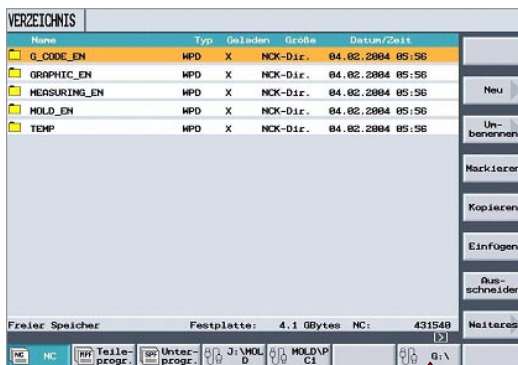 VERZEICHNIS
Name Typ Geladen Größe Datum/Zeit
G_CODE_EN WPD X NCK-Dir. 04.02.2004 05:56
GRAPHIC_EN WPD X NCK-Dir. 04.02.2004 05:56
MEASURING_EN WPD X NCK-Dir. 04.02.2004 05:56
MOLD_EN WPD X NCK-Dir. 04.02.2004 05:56
TEMP WPD X NCK-Dir. 04.02.2004 05:56
Neu
Um-
benennen
Markieren
Kopieren
Einfügen
Aus-
schneiden
Weiteres
Freier Speicher Festplatte: 4.1 GBytes NC: 431540
NC NC
MPF Teile-
progr.
SPF Unter-
progr.
J:\MOL
D
MOLD\P
C1
G:\